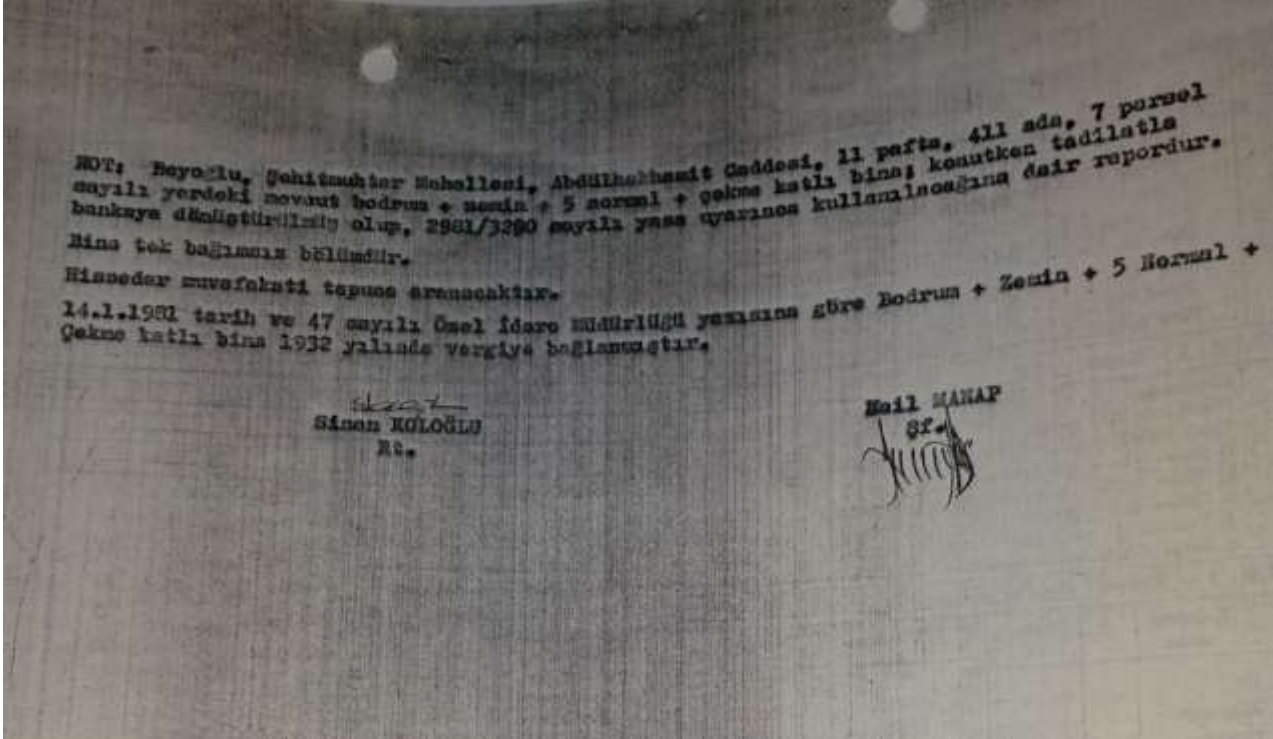 NOT: Beyoğlu, Şehitmuhtar Mahallesi, Abdülhakhamit Caddesi, 11 pafta, 411 ada, 7 parsel
sayılı yerdeki mevcut bodrum + zemin + 5 normal + çekme katlı bina; konutken tadilatla
bankaya dönüştürülmüş olup, 2981/3290 sayılı yasa uyarınca kullanılacağına dair rapordur.
Bina tek bağımsız bölümdür.
Hissedar muvafakati tapuca aranacaktır.
14.1.1981 tarih ve 47 sayılı Özel İdare Müdürlüğü yazısına göre Bodrum + Zemin + 5 Normal +
Çekme katlı bina 1932 yılında vergiye bağlanmıştır.
Sinan KOLOĞLU
Rt.
Nail MANAP
Şf.